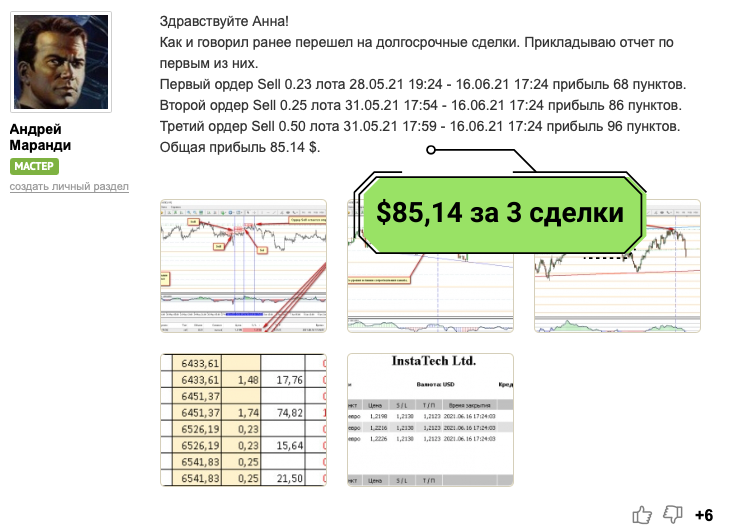 Здравствуйте Анна!
Как и говорил ранее перешел на долгосрочные сделки. Прикладываю отчет по
первым из них.
Первый ордер Sell 0.23 лота 28.05.21 19:24 - 16.06.21 17:24 прибыль 68 пунктов.
Второй ордер Sell 0.25 лота 31.05.21 17:54 - 16.06.21 17:24 прибыль 86 пунктов.
Третий ордер Sell 0.50 лота 31.05.21 17:59 - 16.06.21 17:24 прибыль 96 пунктов.
Общая прибыль 85.14 $.
Андрей
Маранди
МАСТЕР
создать личный раздел
$85,14 за 3 сделки
6433,61
6433,61 1,48 17,76
6451,37
6451,37 1,74 74,82
6526,19 0,23
6526,19 0,23 15,64
6541,83 0,25
6541,83 0,25 21,50
InstaTech Ltd.
Валюта: USD Кред
нкт Цена S / L T / П Время закрытия
евро 1,2198 1,2130 1,2123 2021.06.16 17:24:03
евро 1,2216 1,2130 1,2123 2021.06.16 17:24:03
евро 1,2226 1,2130 1,2123 2021.06.16 17:24:03
нкт Цена S / L T / П
+6